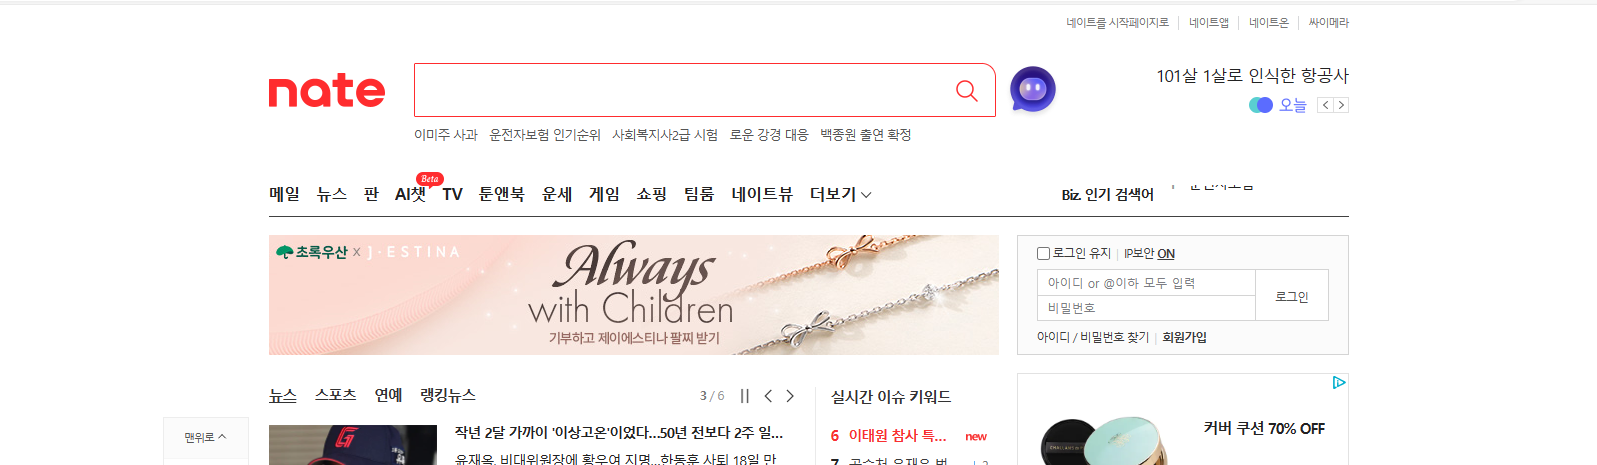 네이트를 시작페이지로 네이트앱 네이트온 싸이메라
nate
101살 1살로 인식한 항공사
오늘
이미주 사과 운전자보험 인기순위 사회복지사2급 시험 로운 강경 대응 백종원 출연 확정
메일 뉴스 판 AI챗 Beta TV 툰앤북 운세 게임 쇼핑 팀룸 네이트뷰 더보기
Biz. 인기 검색어
초록우산 x J·ESTINA
Always
with Children
기부하고 제이에스티나 팔찌 받기
로그인 유지 IP보안 ON
아이디 or @이하 모두 입력
비밀번호
로그인
아이디 / 비밀번호 찾기 회원가입
뉴스 스포츠 연예 랭킹뉴스 3 / 6
실시간 이슈 키워드
맨위로
작년 2달 가까이 '이상고온'이었다...50년 전보다 2주 일...
윤재옥, 비대위원장에 황우여 지명...한동훈 사퇴 18일 만
6 이태원 참사 특... new
7
커버 쿠션 70% OFF